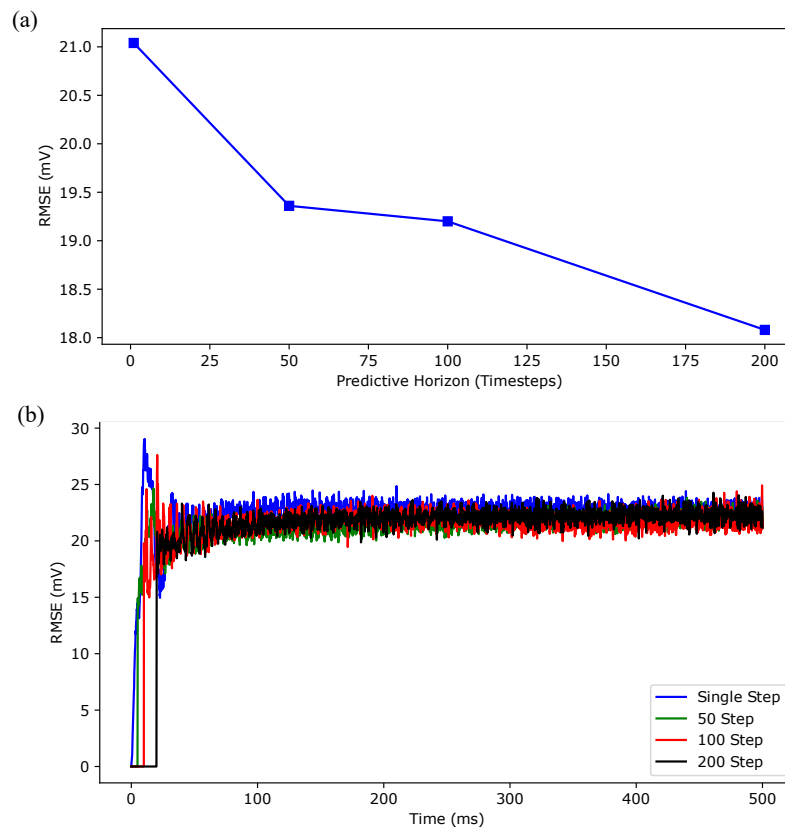 (a)
21.0
20.5
20.0
19.5
19.0
18.5
18.0
RMSE (mV)
0 25 50 75 100 125 150 175 200
Predictive Horizon (Timesteps)
(b)
30
25
20
15
10
5
0
RMSE (mV)
Single Step
50 Step
100 Step
200 Step
0 100 200 300 400 500
Time (ms)